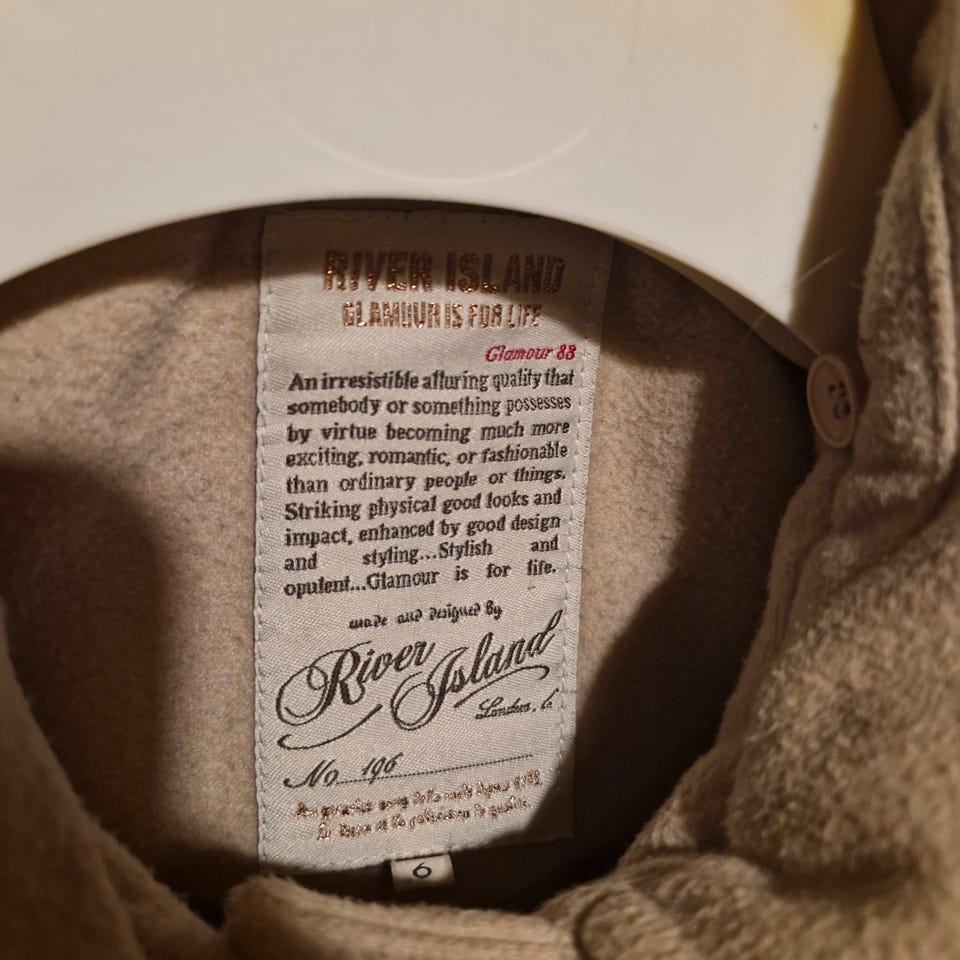 RIVER ISLAND
GLAMOUR IS FOR LIFE
Glamour 88
An irresistible alluring quality that
somebody or something possesses
by virtue becoming much more
exciting, romantic, or fashionable
than ordinary people or things.
Striking physical good looks and
impact, enhanced by good design
and styling...Stylish and
opulent...Glamour is for life.
made and designed By
River Island
London,
No 196
6